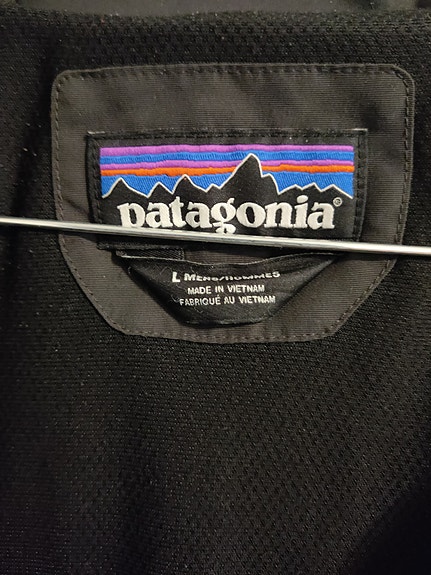 patagonia®
L MENS/HOMMES
MADE IN VIETNAM
FABRIQUÉ AU VIETNAM